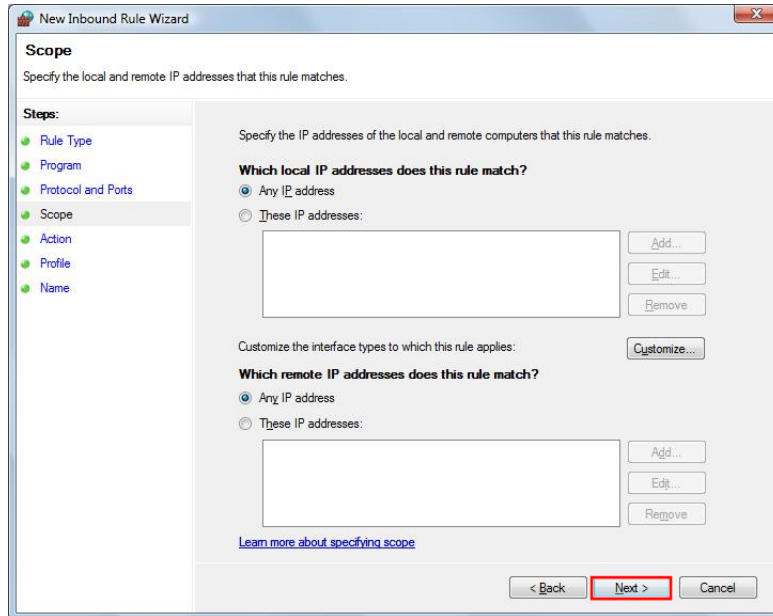 New Inbound Rule Wizard
Scope
Specify the local and remote IP addresses that this rule matches.
Steps:
Rule Type
Program
Protocol and Ports
Scope
Action
Profile
Name
Specify the IP addresses of the local and remote computers that this rule matches.
Which local IP addresses does this rule match?
Any IP address
These IP addresses:
Add...
Edit...
Remove
Customize the interface types to which this rule applies:
Customize...
Which remote IP addresses does this rule match?
Any IP address
These IP addresses:
Add...
Edit...
Remove
Learn more about specifying scope
< Back
Next >
Cancel